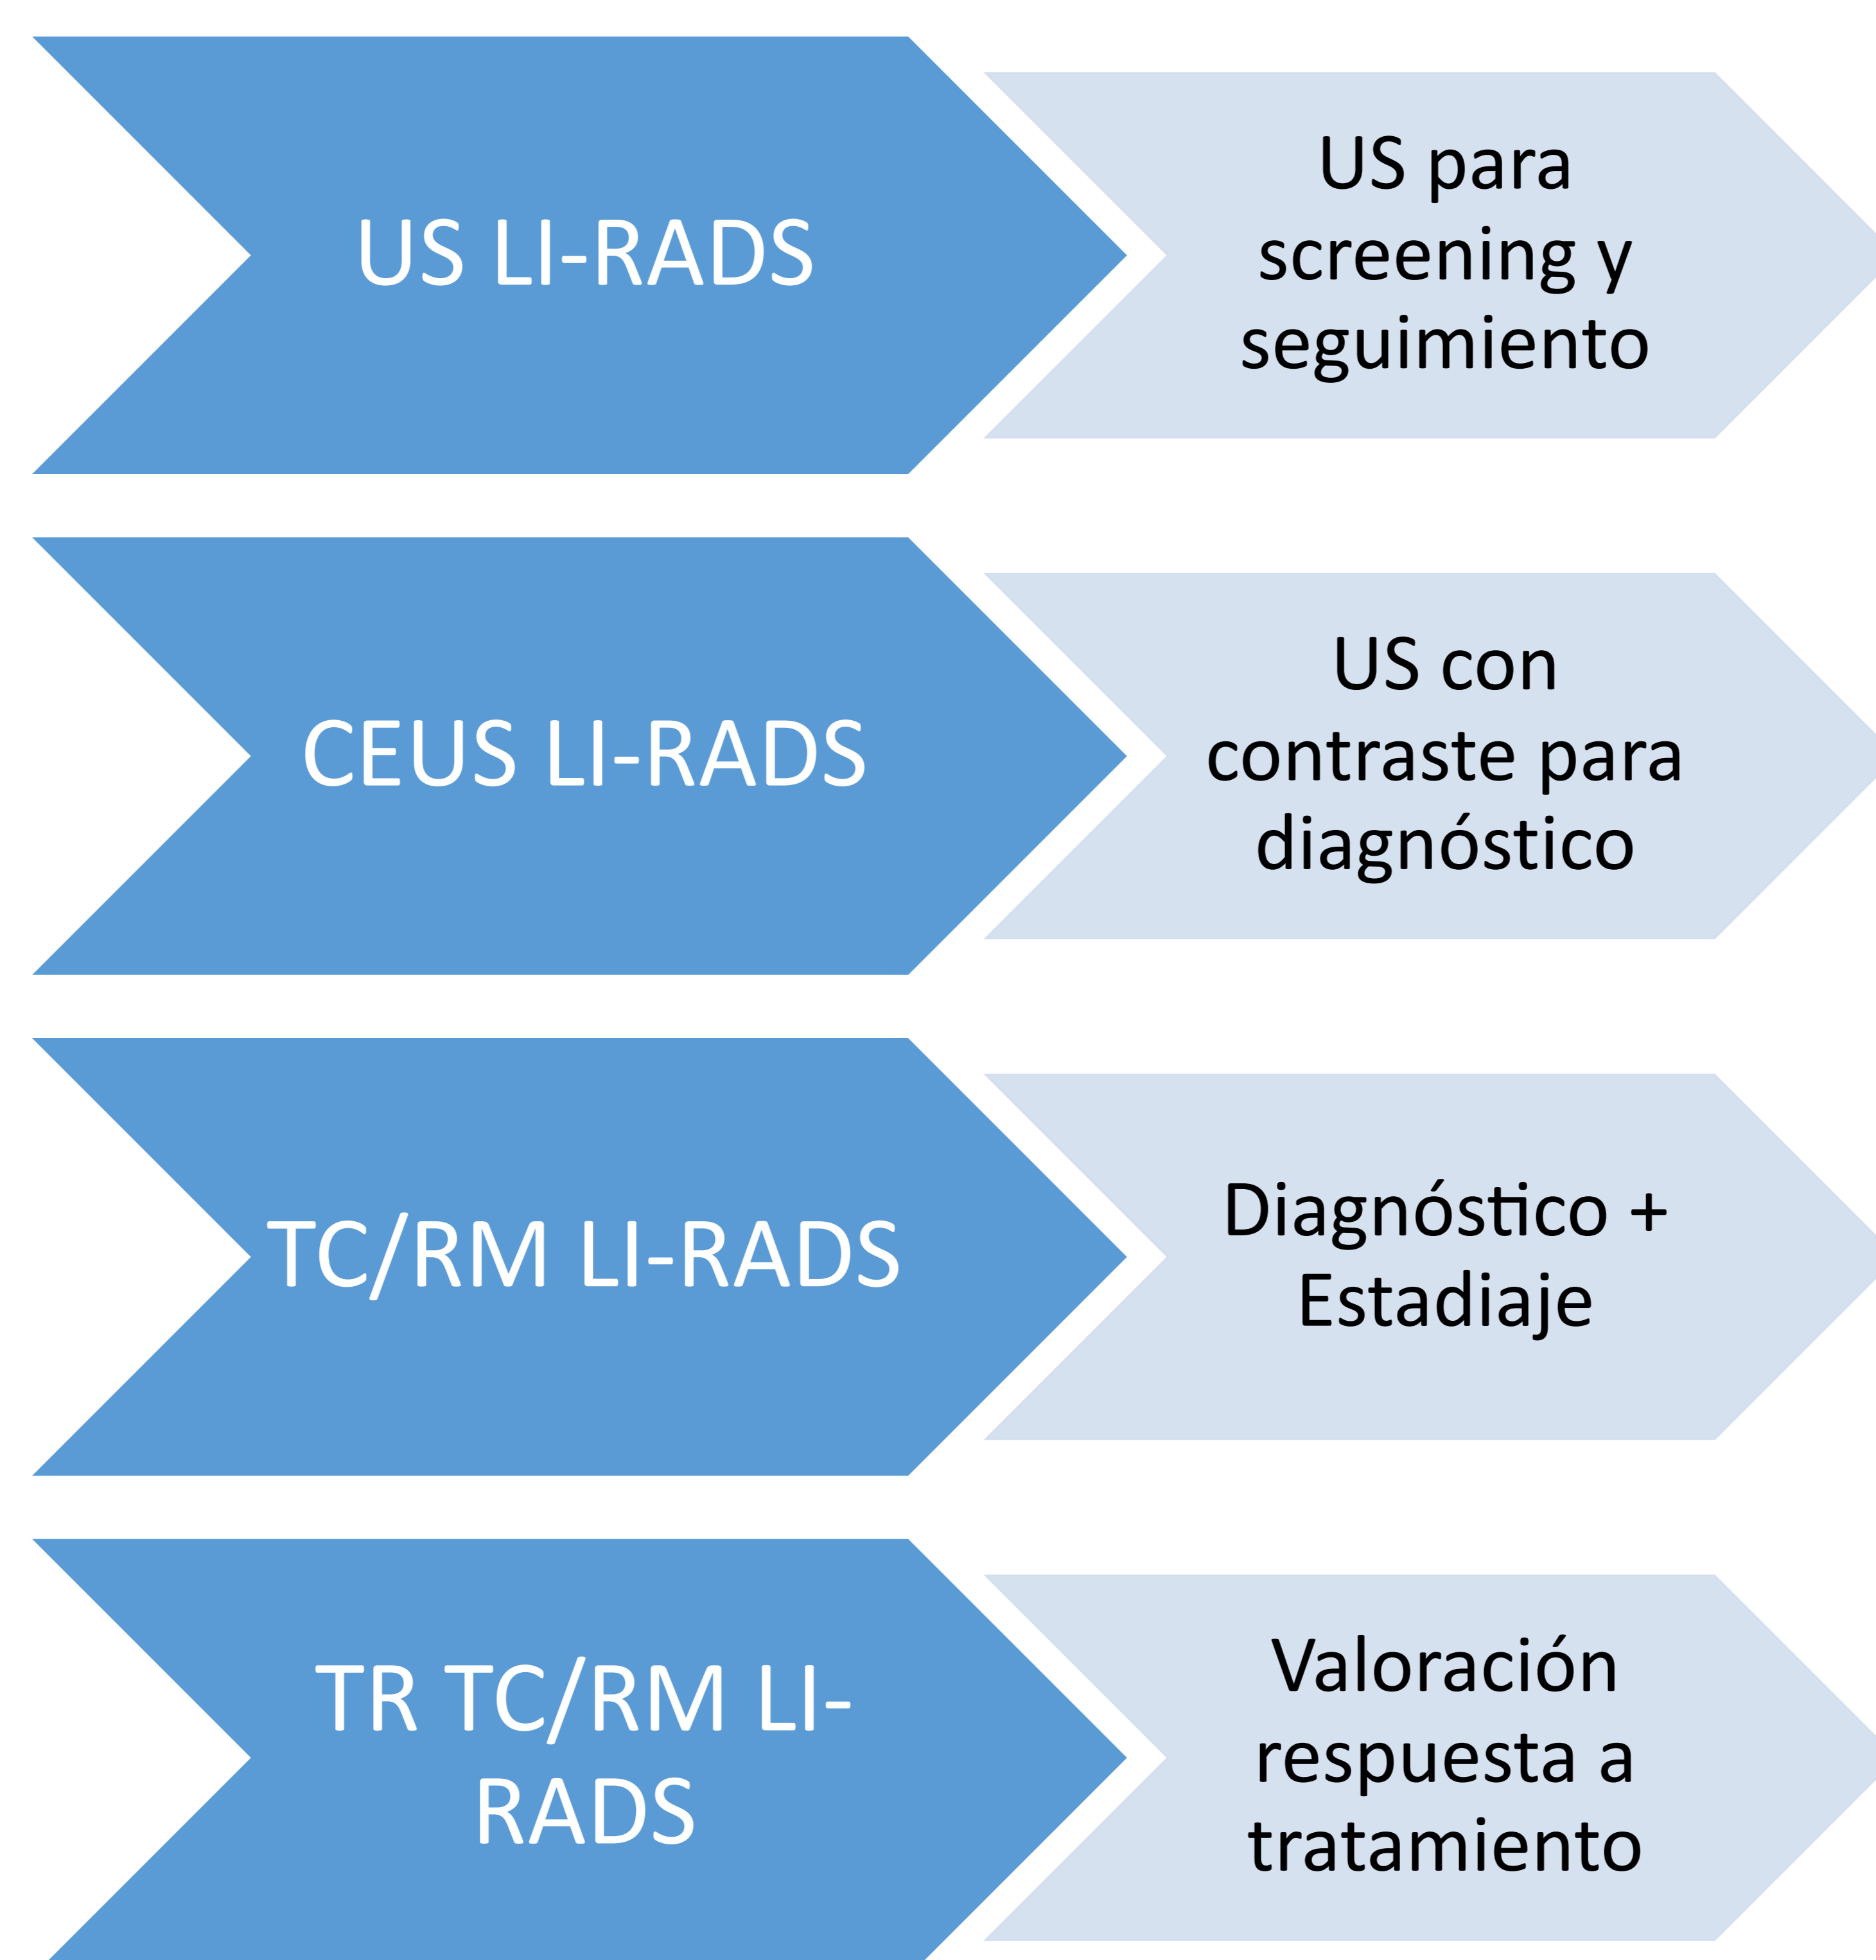 US LI-RADS
US para
screening y
seguimiento
CEUS LI-RADS
US con
contraste para
diagnóstico
TC/RM LI-RADS
Diagnóstico +
Estadiaje
TR TC/RM LI-
RADS
Valoración
respuesta a
tratamiento